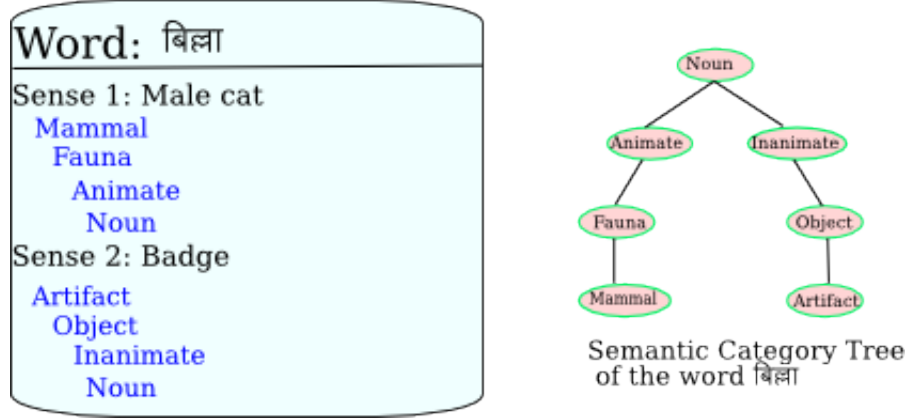 Word: बिल्ला
Sense 1: Male cat
Mammal
Fauna
Animate
Noun
Sense 2: Badge
Artifact
Object
Inanimate
Noun
Noun
Animate
Inanimate
Fauna
Object
Mammal
Artifact
Semantic Category Tree
of the word बिल्ला